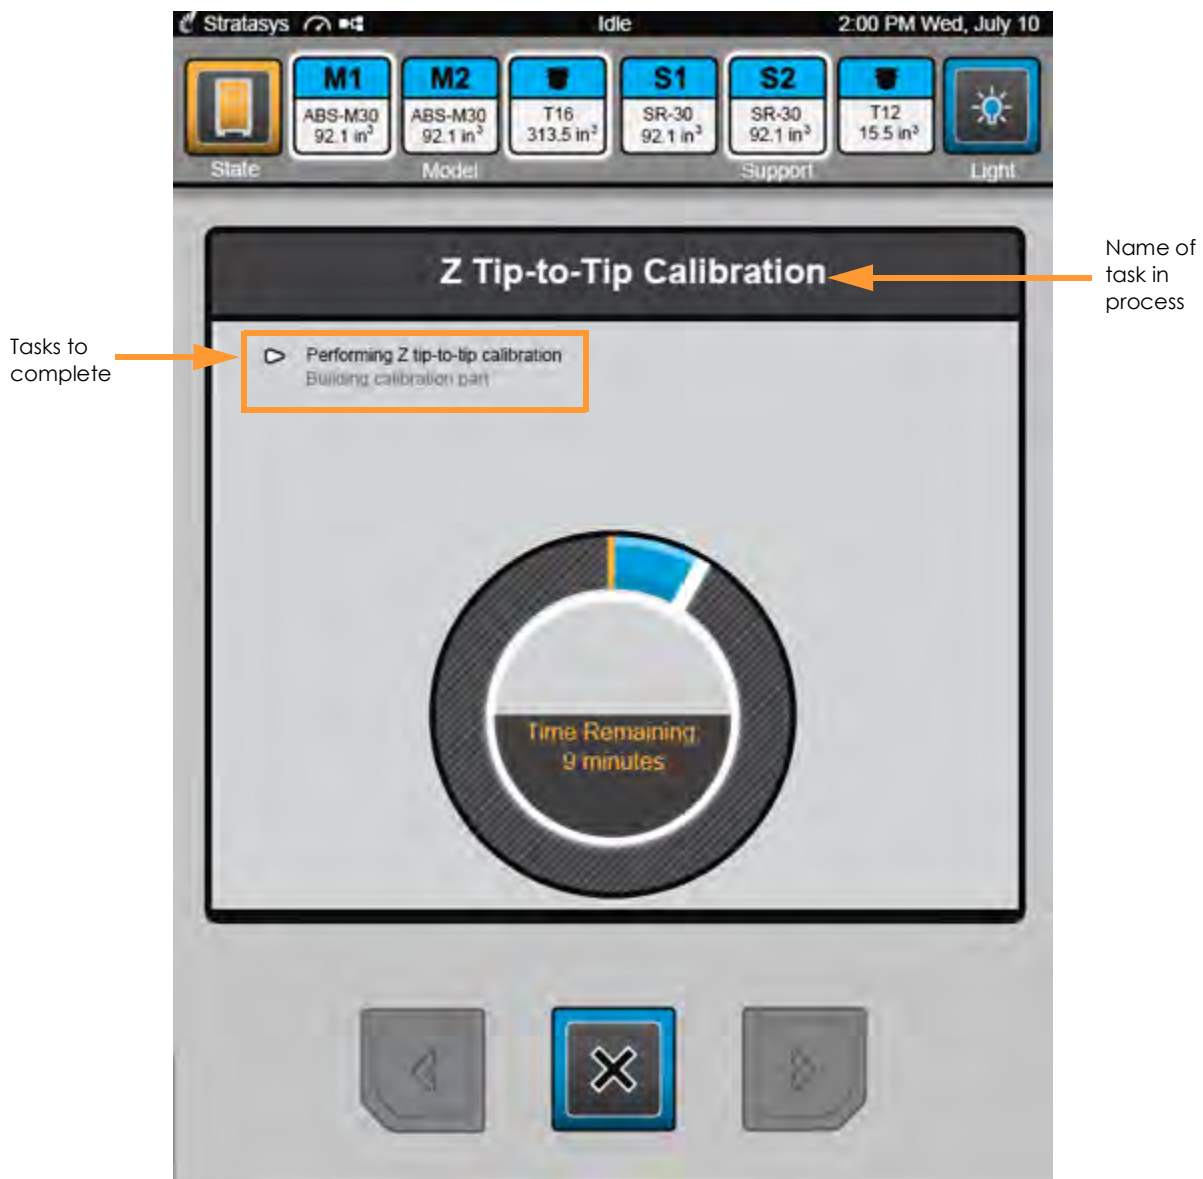 Stratasys Idle 2:00 PM Wed, July 10
M1 M2 S1 S2
ABS-M30 ABS-M30 T16 SR-30 SR-30 T12
92.1 in³ 92.1 in³ 313.5 in³ 92.1 in³ 92.1 in³ 15.5 in³
State Model Support Light
Z Tip-to-Tip Calibration
Name of
task in
process
Tasks to
complete
Performing Z tip-to-tip calibration
Building calibration part
Time Remaining:
9 minutes